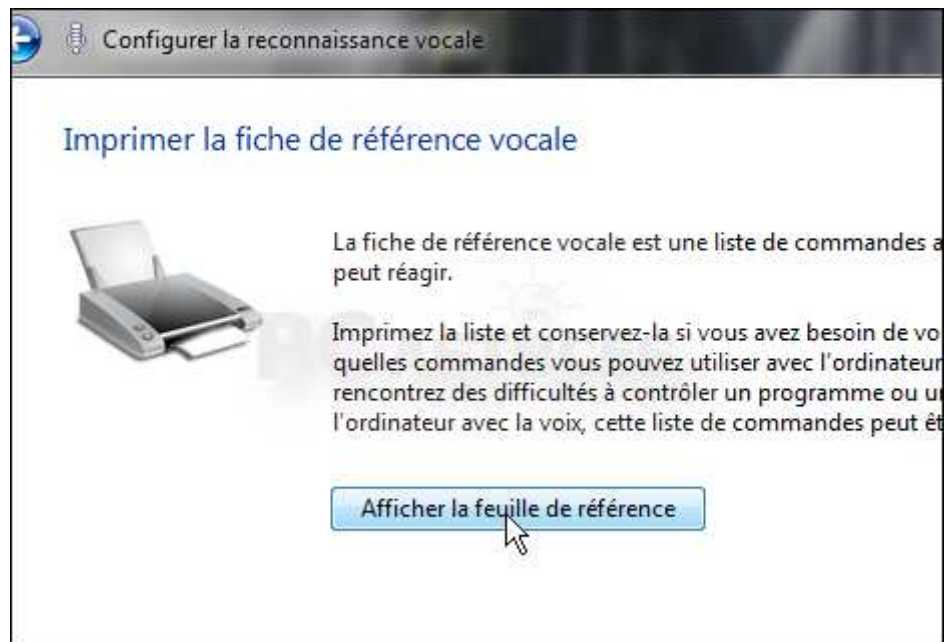 Configurer la reconnaissance vocale
Imprimer la fiche de référence vocale
La fiche de référence vocale est une liste de commandes a
peut réagir.
Imprimez la liste et conservez-la si vous avez besoin de vo
quelles commandes vous pouvez utiliser avec l'ordinateur
rencontrez des difficultés à contrôler un programme ou u
l'ordinateur avec la voix, cette liste de commandes peut êt
Afficher la feuille de référence